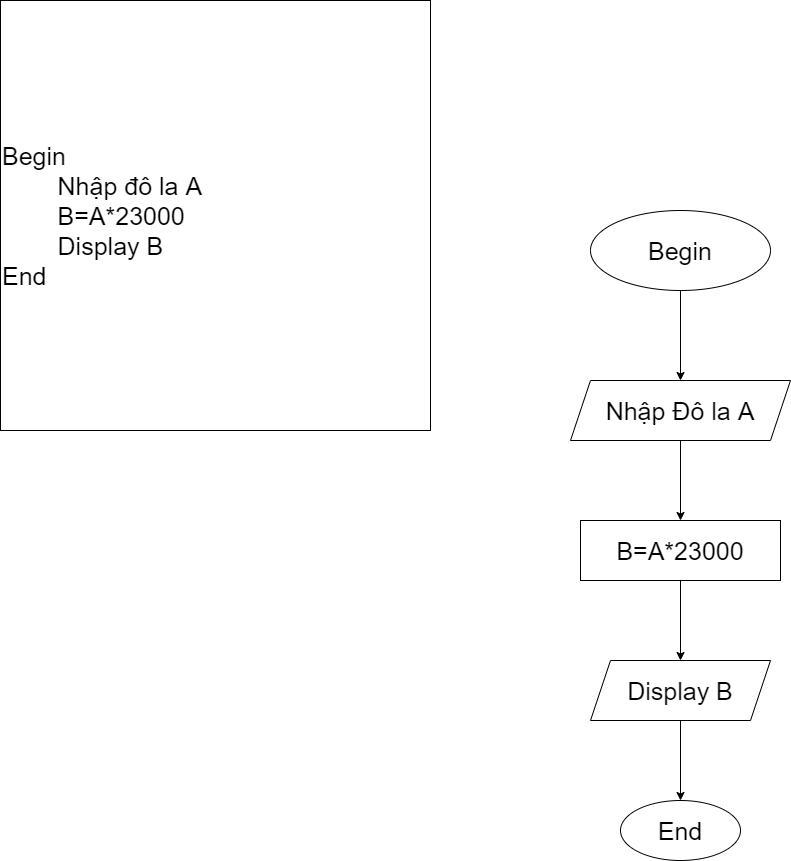 Begin
Nhập đô la A
B=A*23000
Display B
End
Begin
Nhập Đô la A
B=A*23000
Display B
End